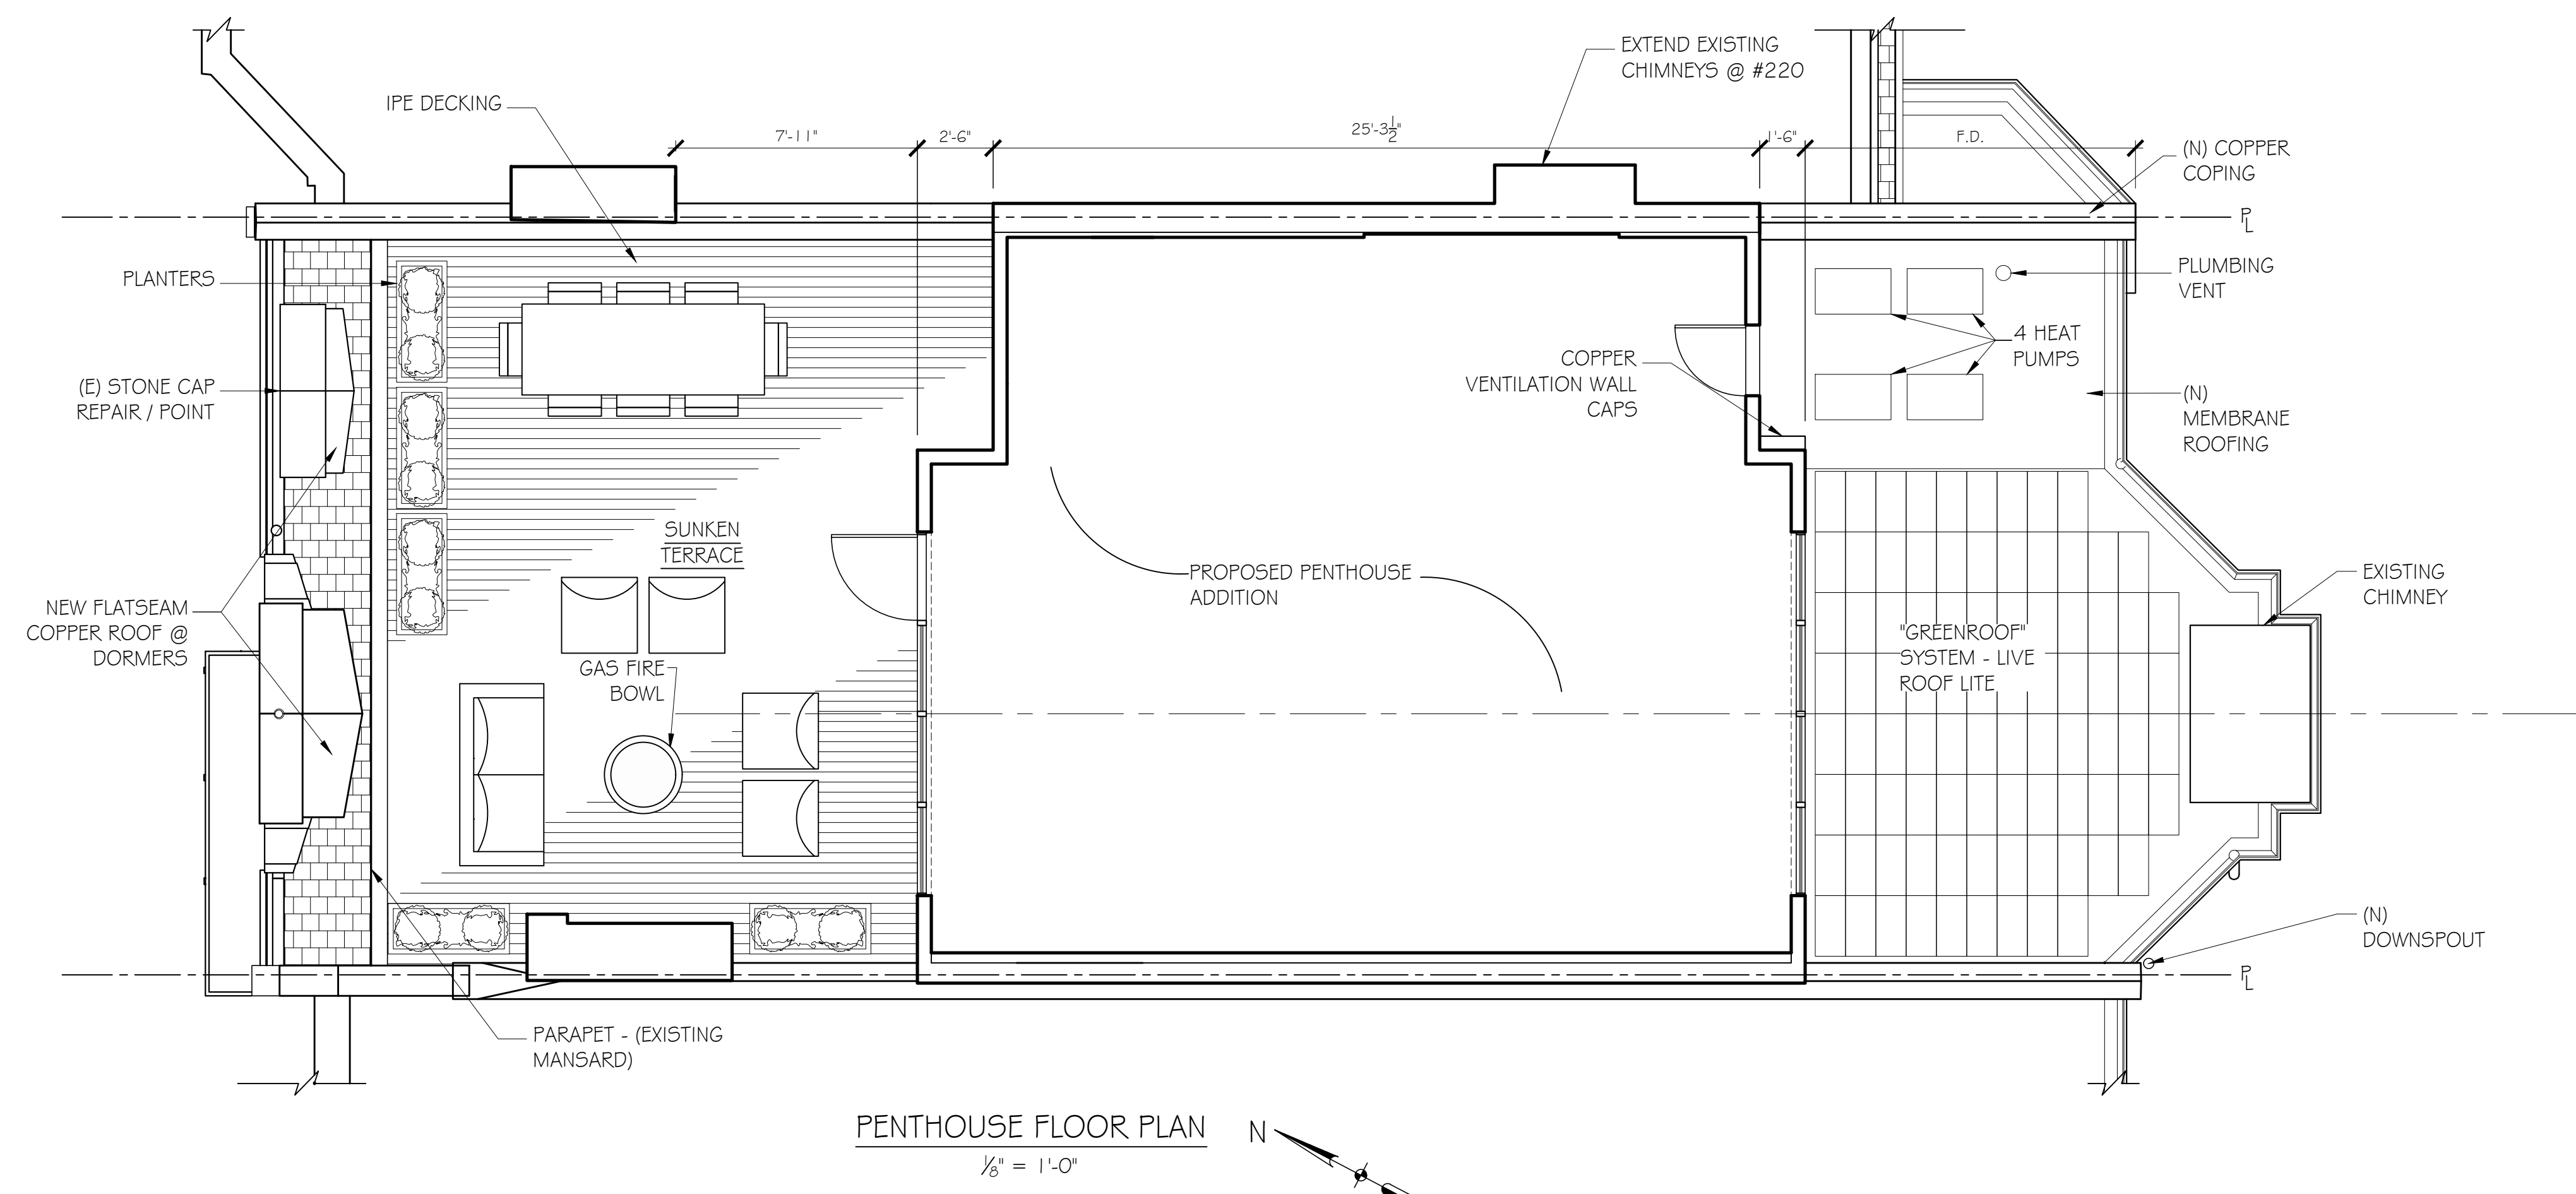 EXTEND EXISTING
CHIMNEYS @ #220
IPE DECKING
7'-11"
2'-6"
25'-3½"
1'-6"
F.D.
(N) COPPER
COPING
PL
PLANTERS
PLUMBING
VENT
4 HEAT
PUMPS
COPPER
VENTILATION WALL
CAPS
(E) STONE CAP
REPAIR / POINT
(N)
MEMBRANE
ROOFING
SUNKEN
TERRACE
PROPOSED PENTHOUSE
ADDITION
EXISTING
CHIMNEY
NEW FLATSEAM
COPPER ROOF @
DORMERS
"GREENROOF"
SYSTEM - LIVE
ROOF LITE
GAS FIRE
BOWL
(N)
DOWNSPOUT
PL
PARAPET - (EXISTING
MANSARD)
PENTHOUSE FLOOR PLAN
N
⅛" = 1'-0"